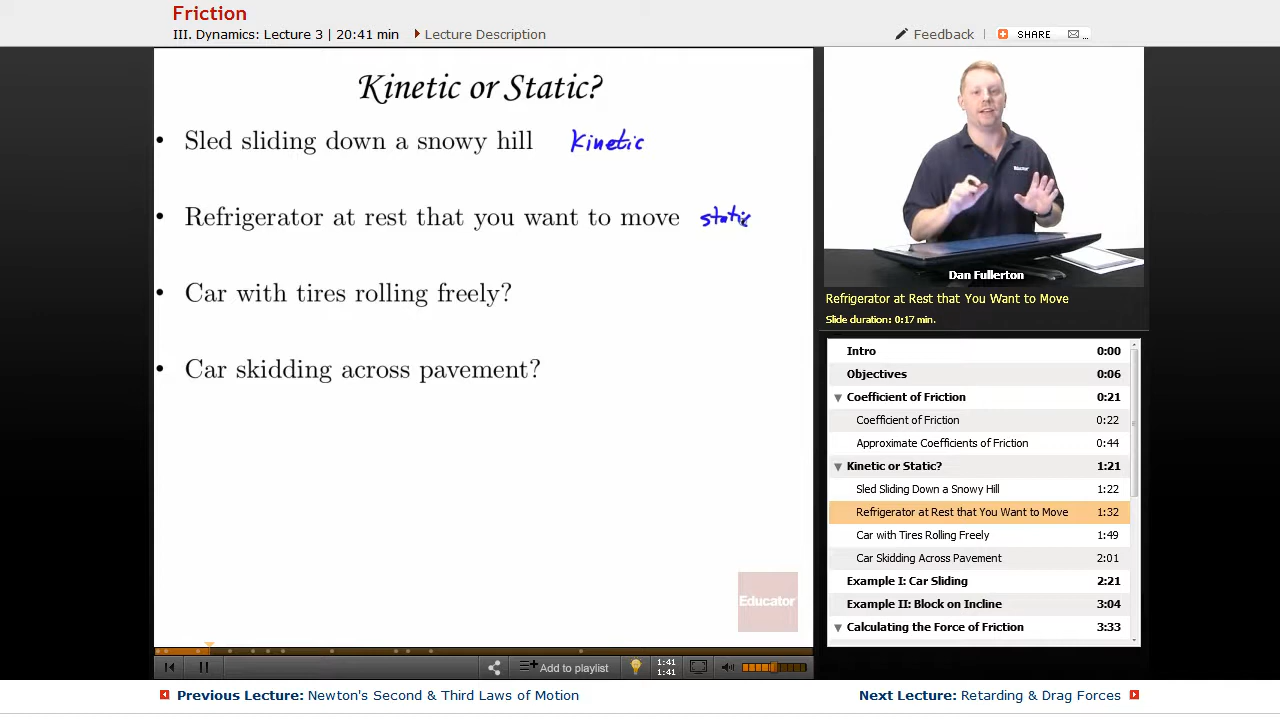 Friction
III. Dynamics: Lecture 3 | 20:41 min
Lecture Description
Feedback
SHARE
...
Kinetic or Static?
• Sled sliding down a snowy hill kinetic
• Refrigerator at rest that you want to move static
• Car with tires rolling freely?
• Car skidding across pavement?
Educator
Educator
Dan Fullerton
Refrigerator at Rest that You Want to Move
Slide duration: 0:17 min.
Intro 0:00
Objectives 0:06
Coefficient of Friction 0:21
Coefficient of Friction 0:22
Approximate Coefficients of Friction 0:44
Kinetic or Static? 1:21
Sled Sliding Down a Snowy Hill 1:22
Refrigerator at Rest that You Want to Move 1:32
Car with Tires Rolling Freely 1:49
Car Skidding Across Pavement 2:01
Example I: Car Sliding 2:21
Example II: Block on Incline 3:04
Calculating the Force of Friction 3:33
Add to playlist
1:41
1:41
Previous Lecture: Newton's Second & Third Laws of Motion
Next Lecture: Retarding & Drag Forces